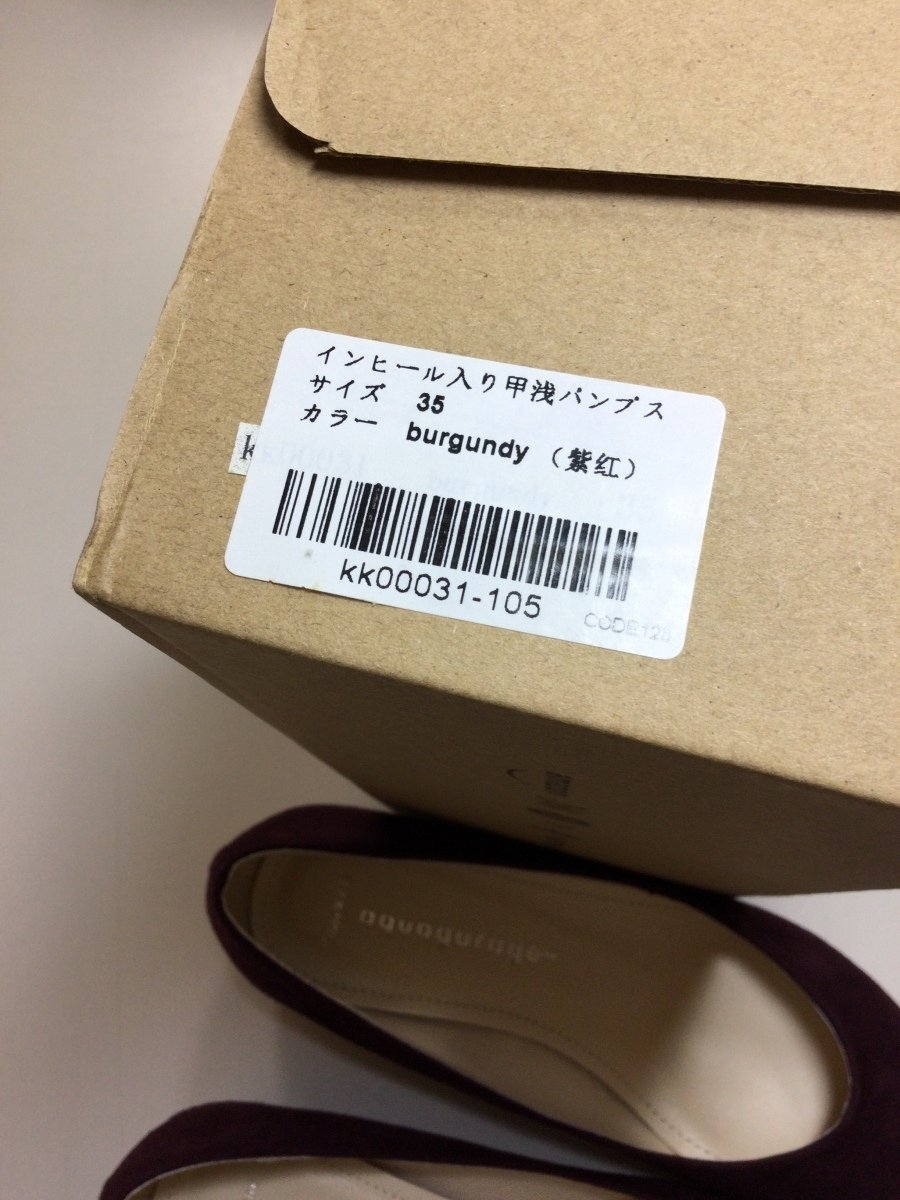 インヒール入り甲浅パンプス
サイズ 35
カラー burgundy （紫红）
k
kk00031-105
CODE128